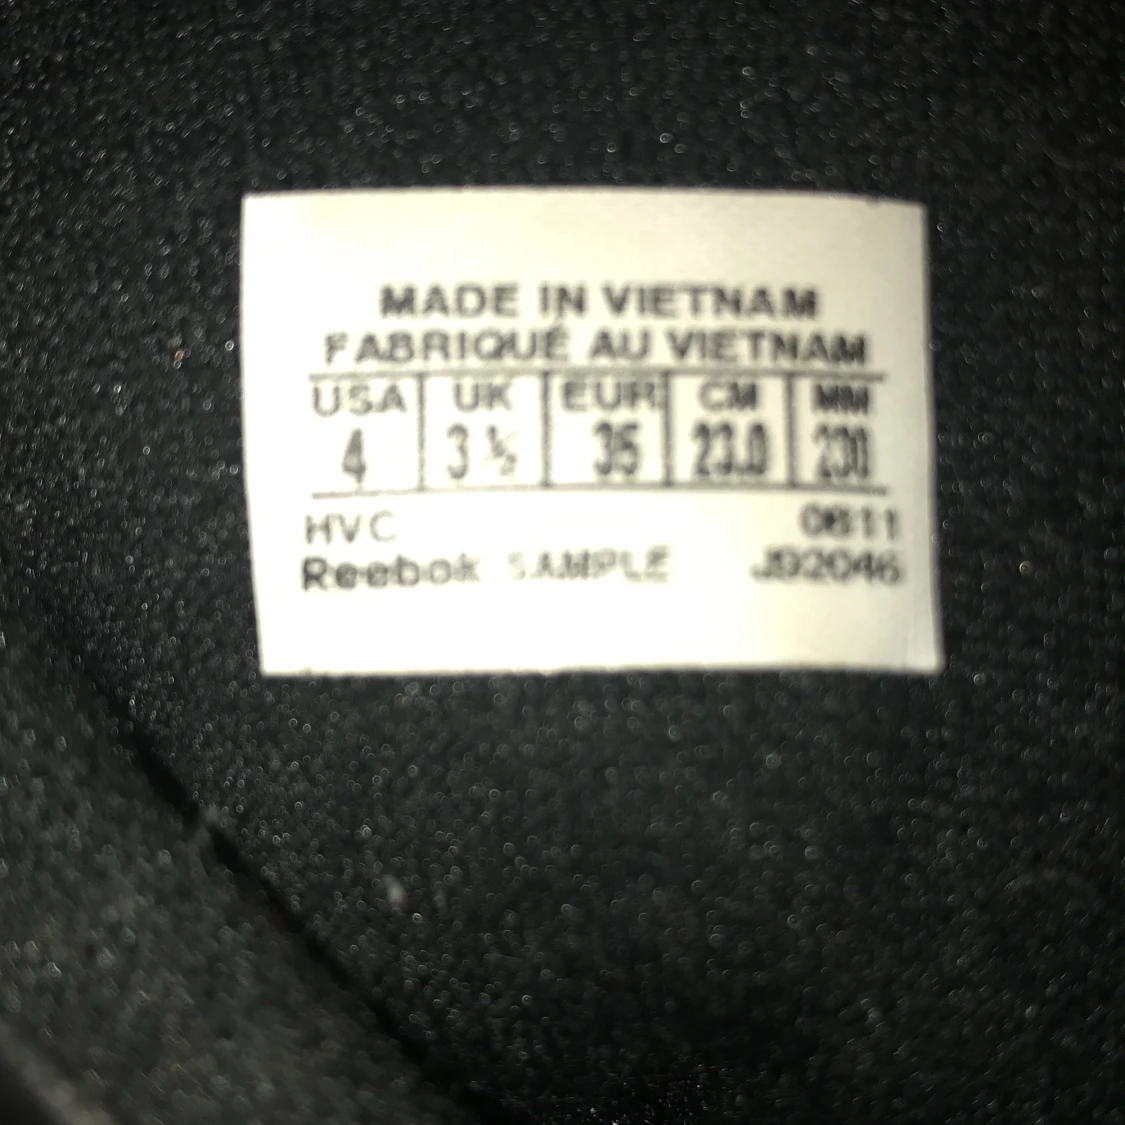 MADE IN VIETNAM
FABRIQUÉ AU VIETNAM
USA UK EUR CM MM
4 3 ½ 35 23.0 230
HVC 0611
Reebok SAMPLE J92046